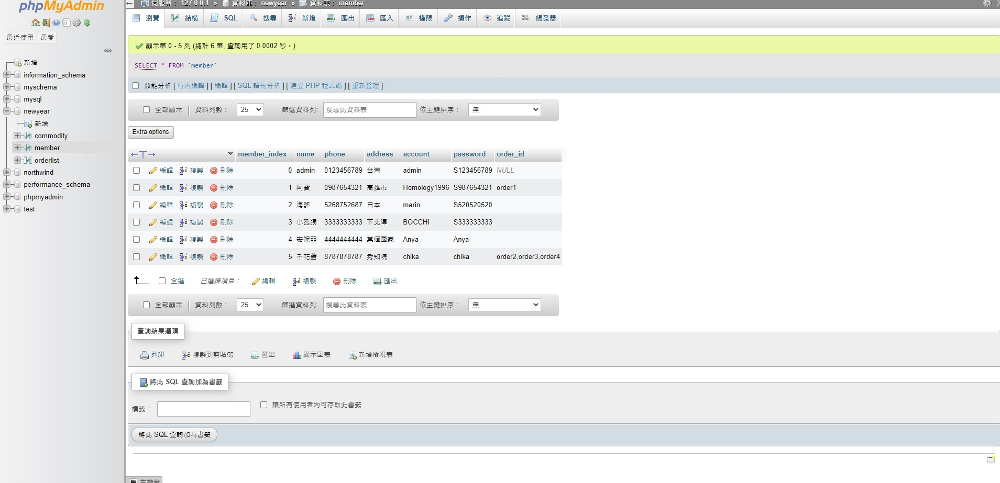 phpMyAdmin
最近使用 最愛
新增
information_schema
myschema
mysql
newyear
新增
commodity
member
orderlist
northwind
performance_schema
phpmyadmin
test
伺服器： 127.0.0.1 » 資料庫： newyear » 資料表： member
瀏覽 結構 SQL 搜尋 新增 匯出 匯入 權限 操作 追蹤 觸發器
顯示第 0 - 5 列 (總計 6 筆, 查詢用了 0.0002 秒。)
SELECT * FROM `member`
效能分析 [ 行內編輯 ] [ 編輯 ] [ SQL 語句分析 ] [ 建立 PHP 程式碼 ] [ 重新整理 ]
全部顯示 | 資料列數： 25 篩選資料列: 搜尋此資料表 依主鍵排序： 無
Extra options
←T→ member_index name phone address account password order_id
編輯 複製 刪除 0 admin 0123456789 台灣 admin S123456789 NULL
編輯 複製 刪除 1 阿賢 0987654321 高雄市 Homology1996 S987654321 order1
編輯 複製 刪除 2 海夢 5268752687 日本 marin S520520520
編輯 複製 刪除 3 小孤獨 3333333333 下北澤 BOCCHI S333333333
編輯 複製 刪除 4 安妮亞 4444444444 某個國家 Anya Anya
編輯 複製 刪除 5 千花醬 8787878787 秀知院 chika chika order2,order3,order4
全選 已選擇項目： 編輯 複製 刪除 匯出
全部顯示 | 資料列數： 25 篩選資料列: 搜尋此資料表 依主鍵排序： 無
查詢結果選項
列印 複製到剪貼簿 匯出 顯示圖表 新增檢視表
將此 SQL 查詢加為書籤
標籤： 讓所有使用者均可存取此書籤
將此 SQL 查詢加為書籤
主控台